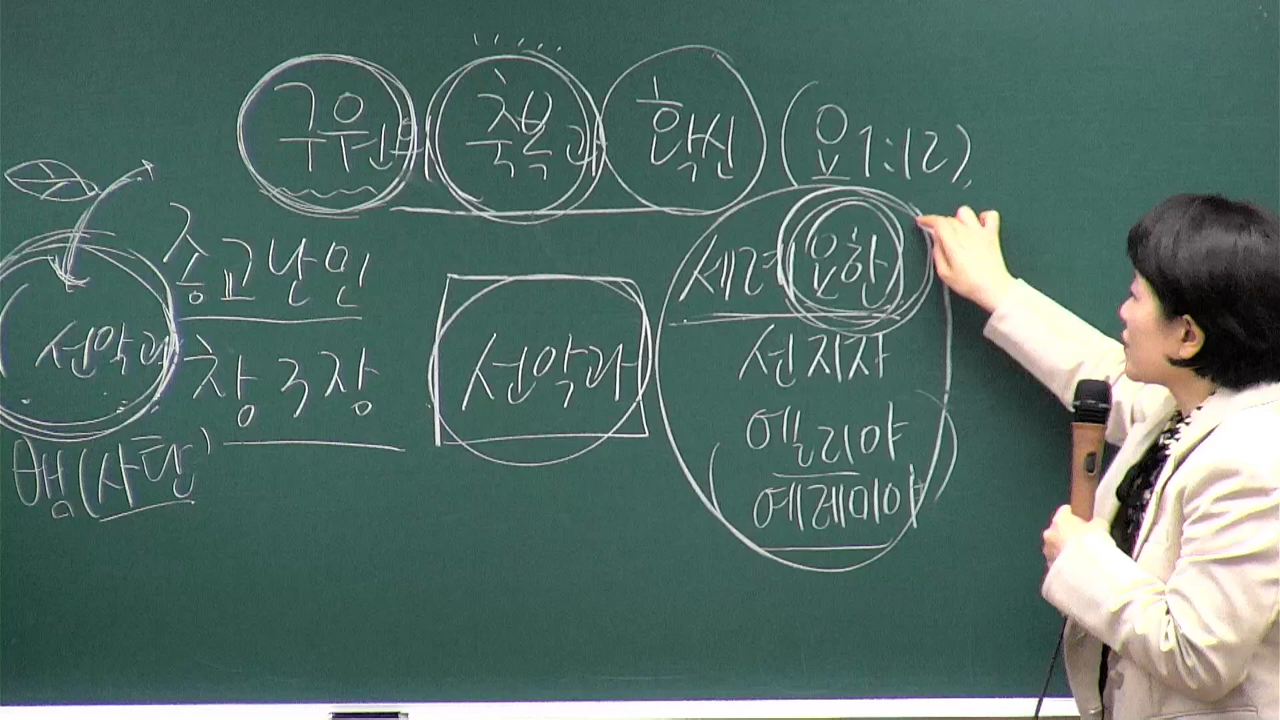 구원의 축복과 확신 (요 1:12)
종교난민
창3장
선악과
뱀(사탄)
선악과
세례 요한
선지자
엘리야
예레미야